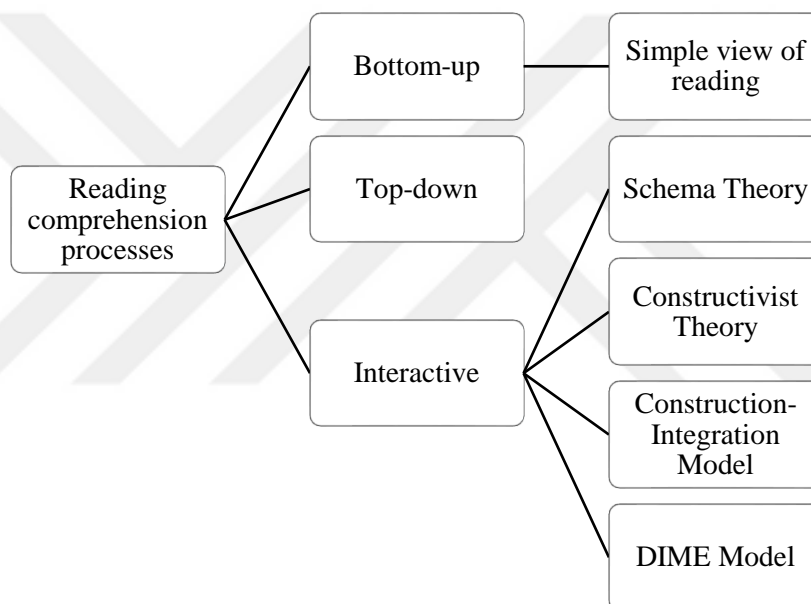 Reading
comprehension
processes
Bottom-up
Top-down
Interactive
Simple view of
reading
Schema Theory
Constructivist
Theory
Construction-
Integration
Model
DIME Model